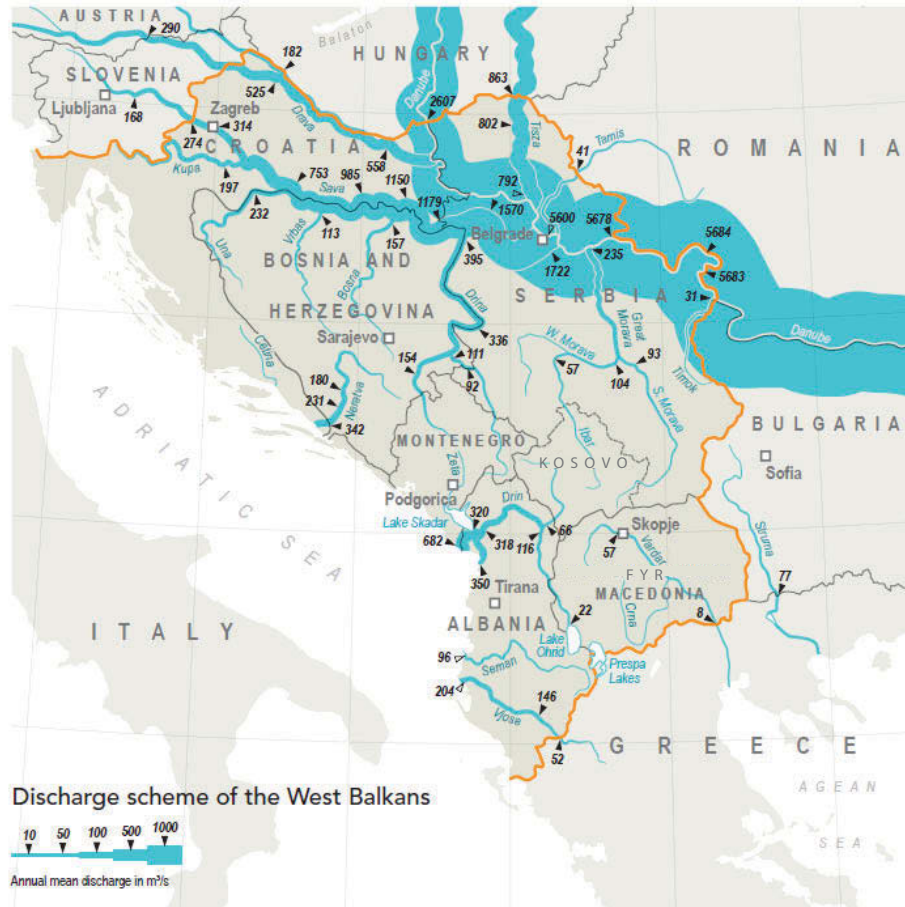 AUSTRIA
290
Balaton
HUNGARY
182
863
SLOVENIA
525
Danube
2607
Ljubljana
168
Zagreb
314
Drava
802
Tisza
41
Tamis
ROMANIA
274
CROATIA
558
Kupa
197
753
985
1150
Sava
792
232
1179
1570
5600
5678
5684
Una
Vrbas
113
157
Belgrade
395
1722
235
5683
BOSNIA AND
Bosna
SERBIA
31
HERZEGOVINA
Drina
Great
Morava
Danube
Sarajevo
336
W. Morava
93
Timok
Cetina
154
111
57
104
180
92
231
Neretva
S. Morava
BULGARIA
342
MONTENEGRO
Ibar
KOSOVO
Sofia
ADRIATIC SEA
Zeta
Podgorica
Drin
Struma
Lake Skadar
320
66
Skopje
682
318
116
57
Vardar
350
FYR
77
Tirana
MACEDONIA
ITALY
ALBANIA
22
Crna
8
Lake
Ohrid
96
Seman
Prespa
Lakes
204
146
Vjosa
GREECE
52
AGEAN
SEA
Discharge scheme of the West Balkans
10 50 100 500 1000
Annual mean discharge in m³/s